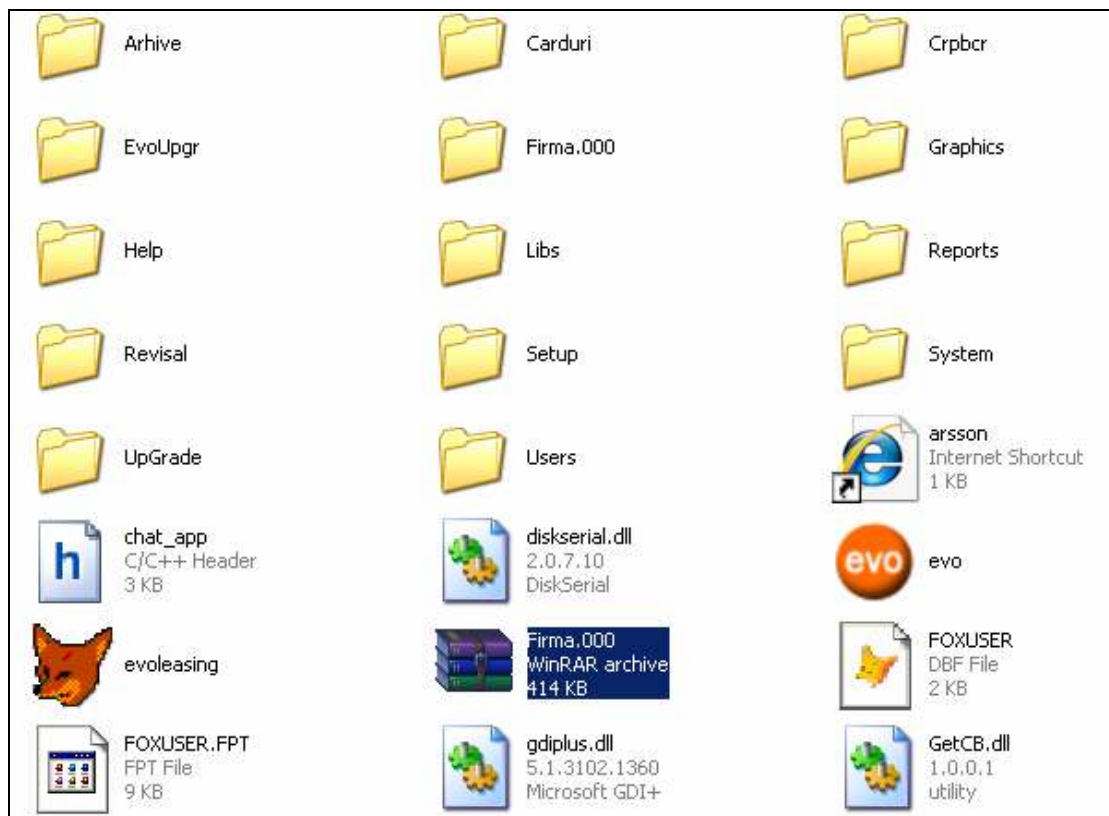 Arhive
Carduri
Crpbcr
EvoUpgr
Firma.000
Graphics
Help
Libs
Reports
Revisal
Setup
System
UpGrade
Users
arsson
Internet Shortcut
1 KB
chat_app
C/C++ Header
3 KB
h
diskserial.dll
2.0.7.10
DiskSerial
evo
evo
evoleasing
Firma.000
WinRAR archive
414 KB
FOXUSER
DBF File
2 KB
FOXUSER.FPT
FPT File
9 KB
gdiplus.dll
5.1.3102.1360
Microsoft GDI+
GetCB.dll
1.0.0.1
utility